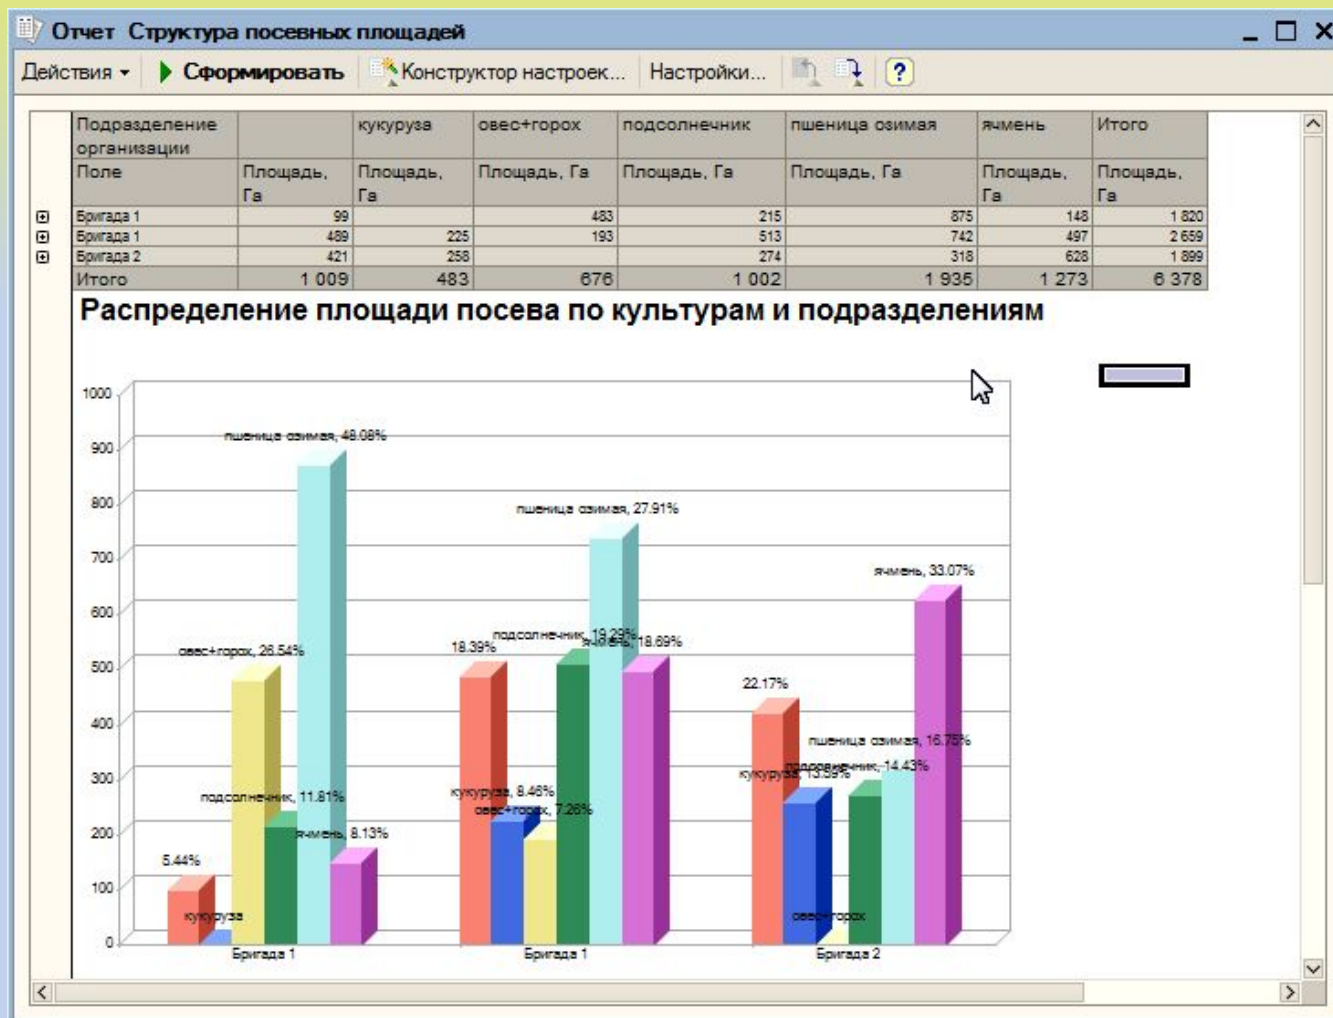 Отчет Структура посевных площадей
Действия Сформировать Конструктор настроек... Настройки... ?
Подразделение организации кукуруза овес+горох подсолнечник пшеница озимая ячмень Итого
Поле Площадь, Га Площадь, Га Площадь, Га Площадь, Га Площадь, Га Площадь, Га Площадь, Га
Бригада 1 99 483 215 875 148 1 820
Бригада 1 489 225 193 513 742 497 2 659
Бригада 2 421 258 274 318 628 1 899
Итого 1 009 483 676 1 002 1 935 1 273 6 378
Распределение площади посева по культурам и подразделениям
1000
900
800
700
600
500
400
300
200
100
0
пшеница озимая, 48.08%
овес+горох, 26.54%
подсолнечник, 11.81%
ячмень, 8.13%
5.44%
кукуруза
пшеница озимая, 27.91%
подсолнечник, 19.29%
ячмень, 18.69%
18.39%
кукуруза, 8.46%
овес+горох, 7.26%
ячмень, 33.07%
22.17%
пшеница озимая, 16.75%
подсолнечник, 14.43%
кукуруза, 13.59%
овес+горох
Бригада 1 Бригада 1 Бригада 2